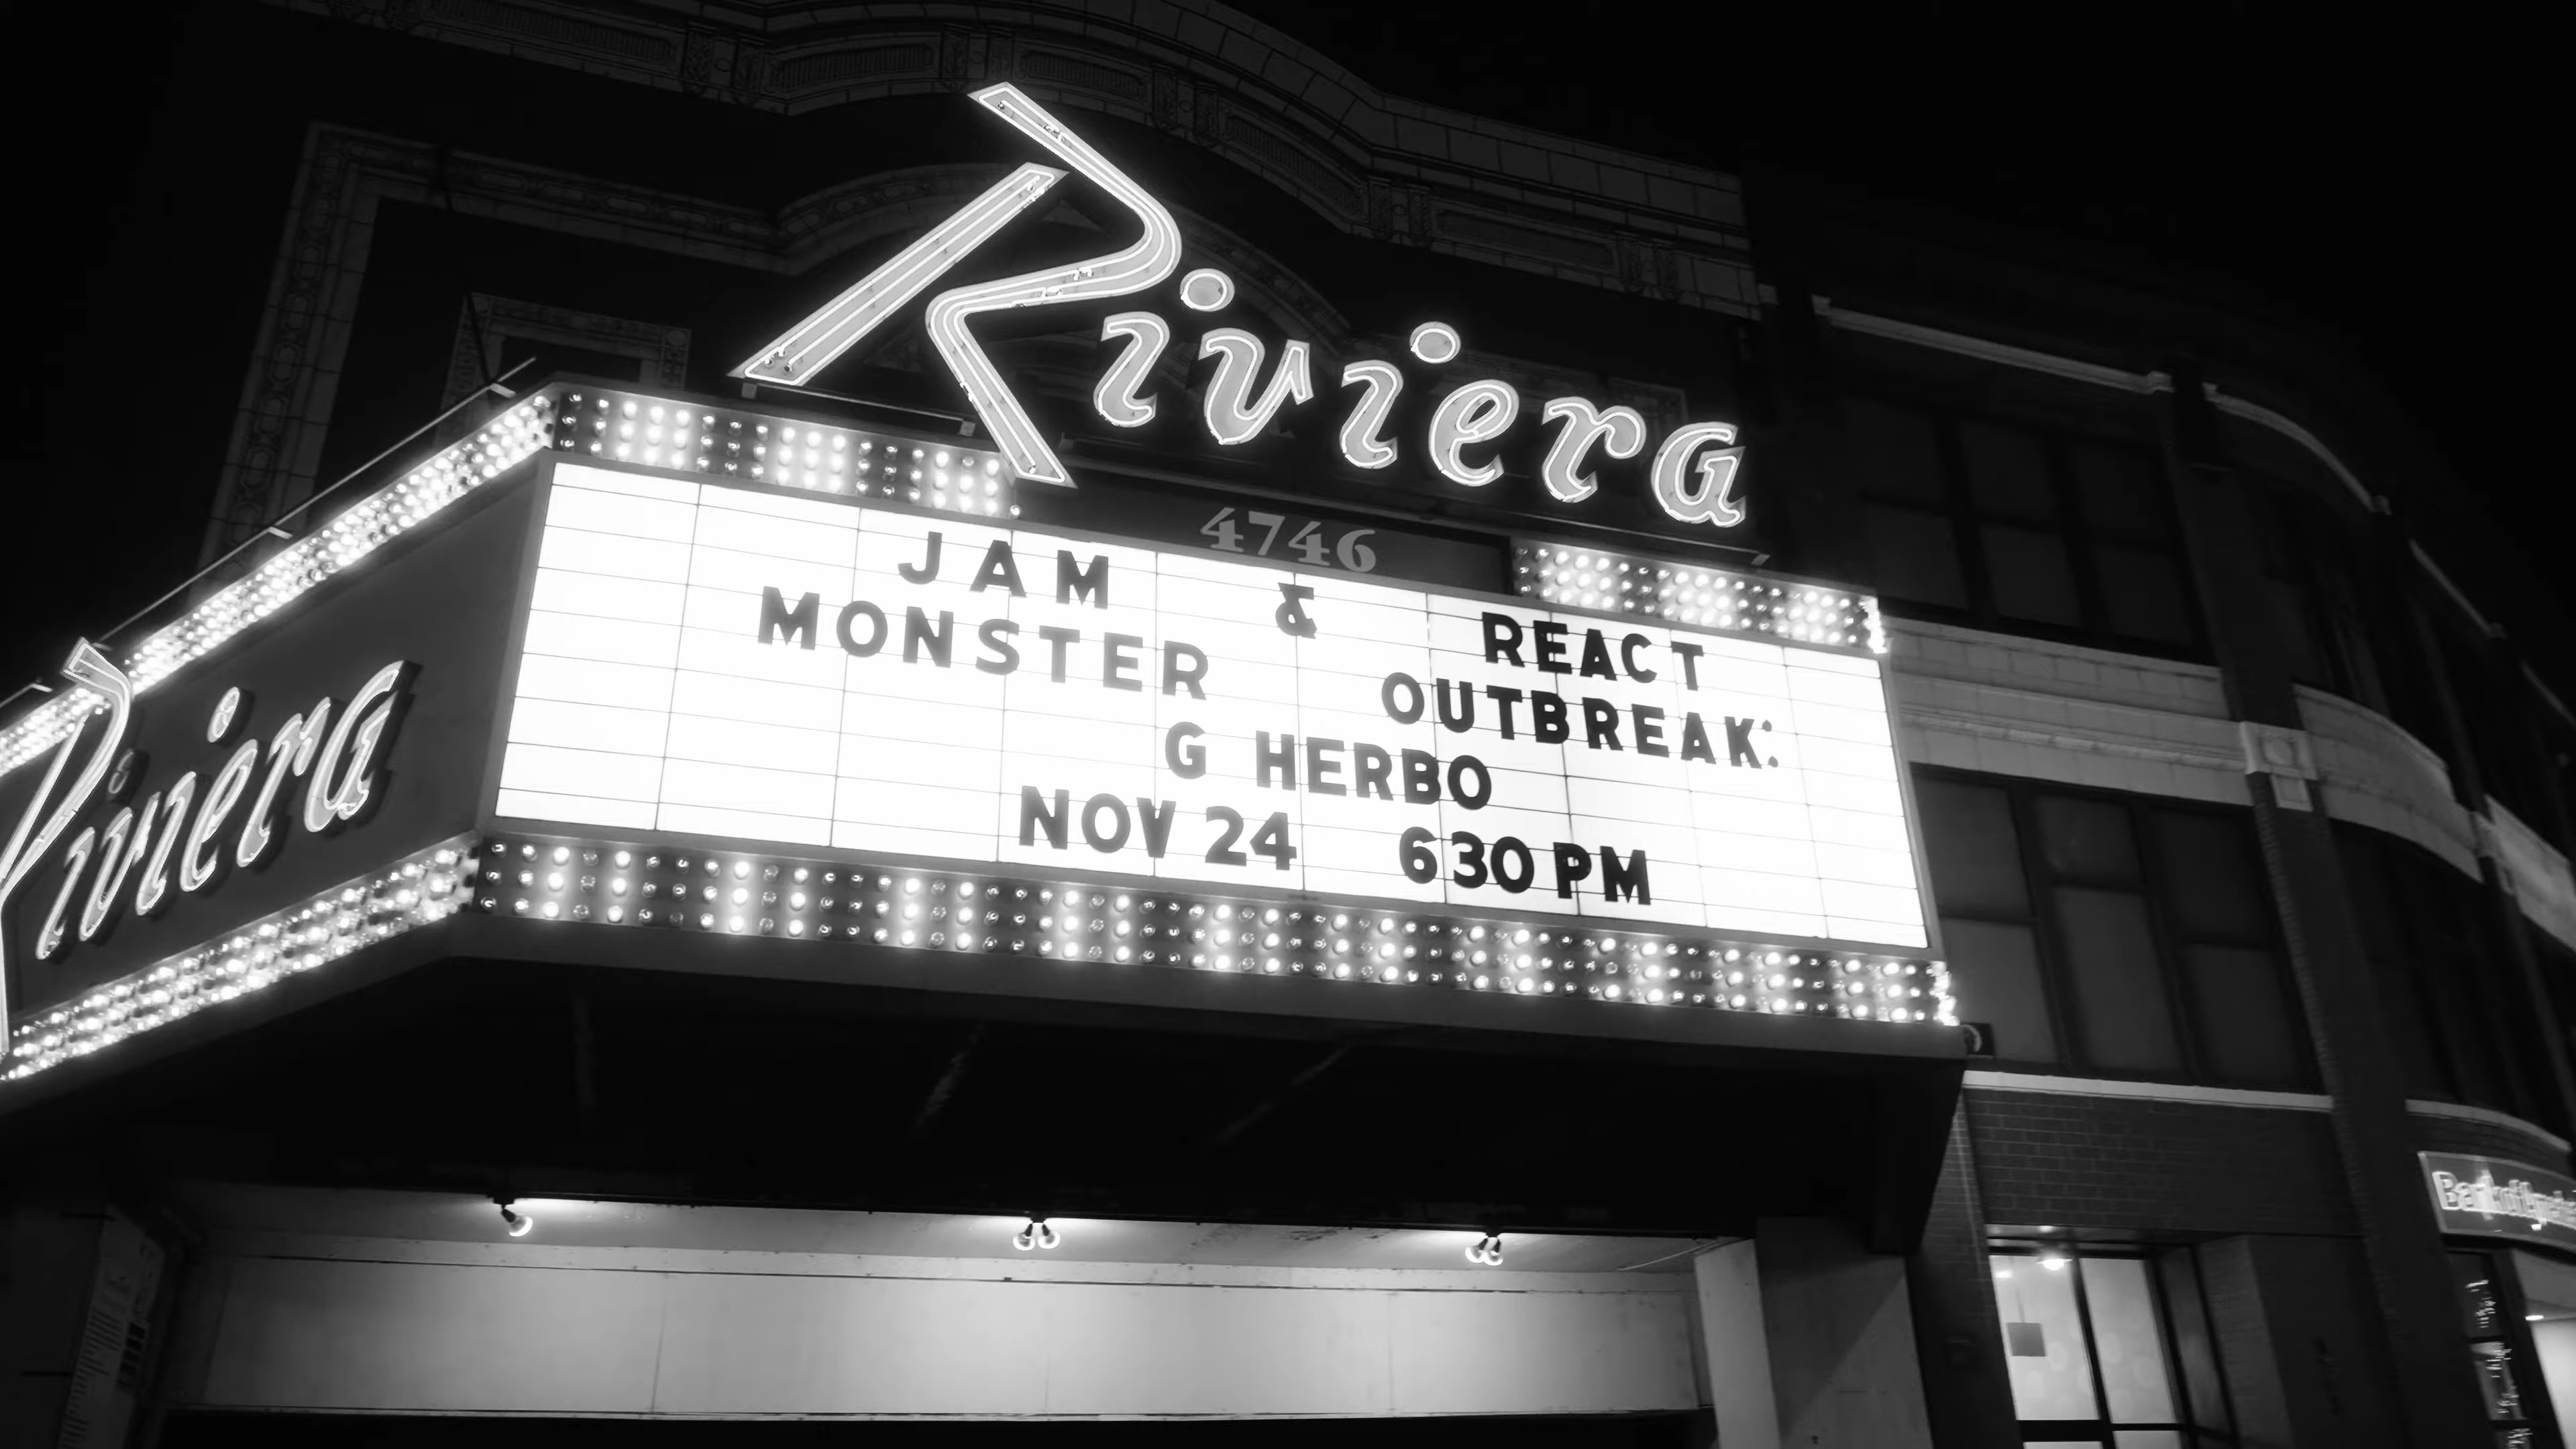 Riviera
4746
JAM & REACT
MONSTER OUTBREAK:
G HERBO
NOV 24 630 PM
Riviera